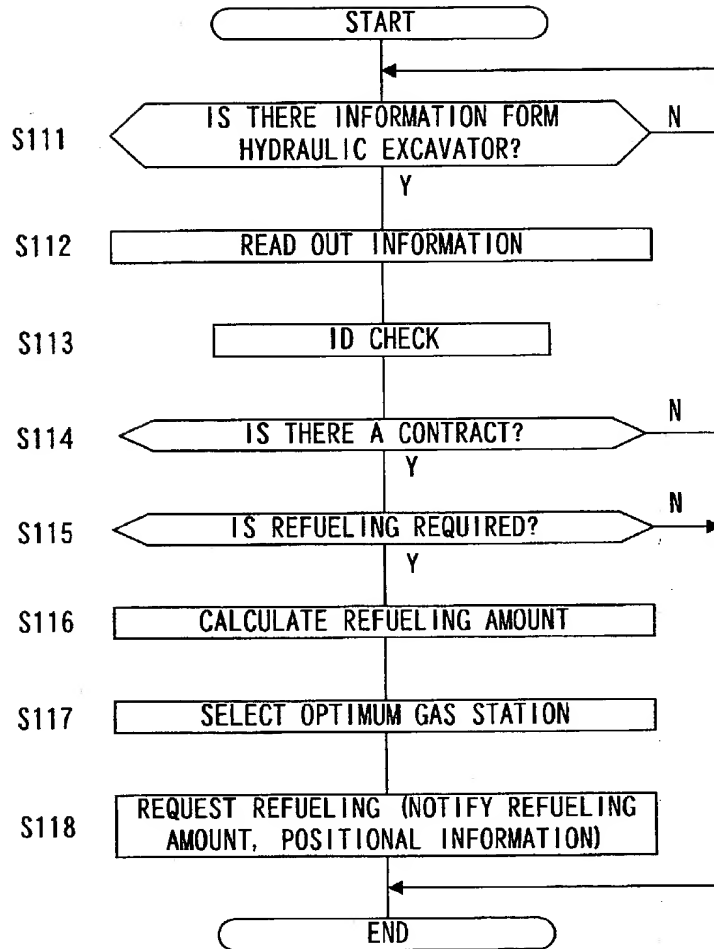 START
S111
IS THERE INFORMATION FORM
HYDRAULIC EXCAVATOR?
N
Y
S112
READ OUT INFORMATION
S113
ID CHECK
S114
IS THERE A CONTRACT?
N
Y
S115
IS REFUELING REQUIRED?
N
Y
S116
CALCULATE REFUELING AMOUNT
S117
SELECT OPTIMUM GAS STATION
S118
REQUEST REFUELING (NOTIFY REFUELING
AMOUNT, POSITIONAL INFORMATION)
END